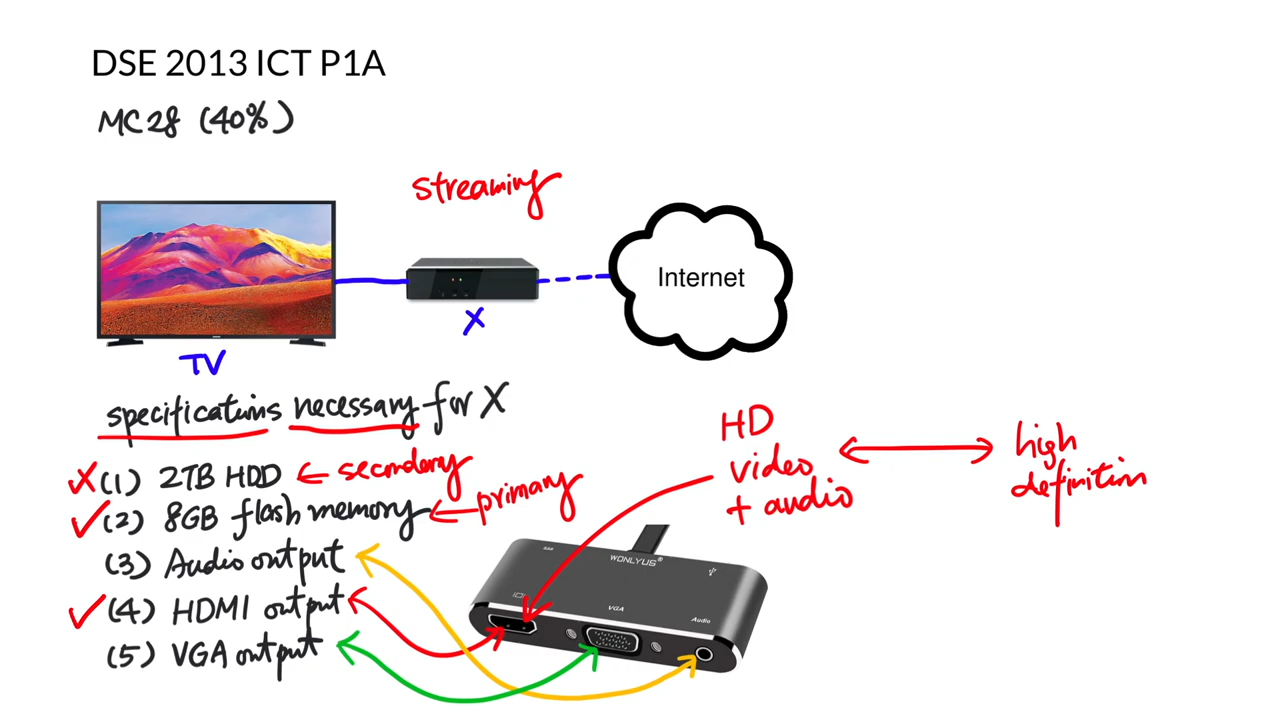 DSE 2013 ICT P1A
MC28 (40%)
streaming
Internet
X
TV
specifications necessary for X
(1) 2TB HDD ← secondary
(2) 8GB flash memory ← primary
(3) Audio output
(4) HDMI output
(5) VGA output
HD
video
+ audio
high
definition
WONLYUS®
VGA
Audio